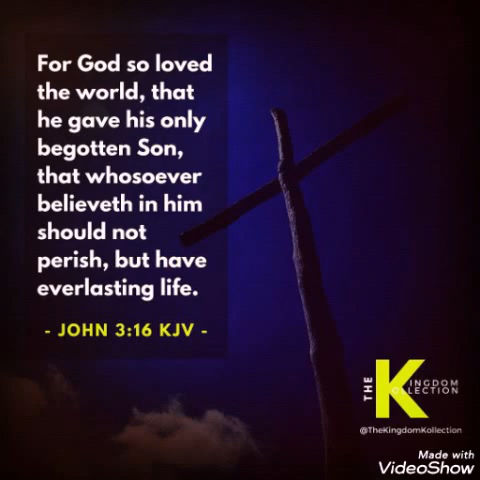 For God so loved
the world, that
he gave his only
begotten Son,
that whosoever
believeth in him
should not
perish, but have
everlasting life.
- JOHN 3:16 KJV -
THE KINGDOM
KOLLECTION
@TheKingdomKollection
Made with
VideoShow